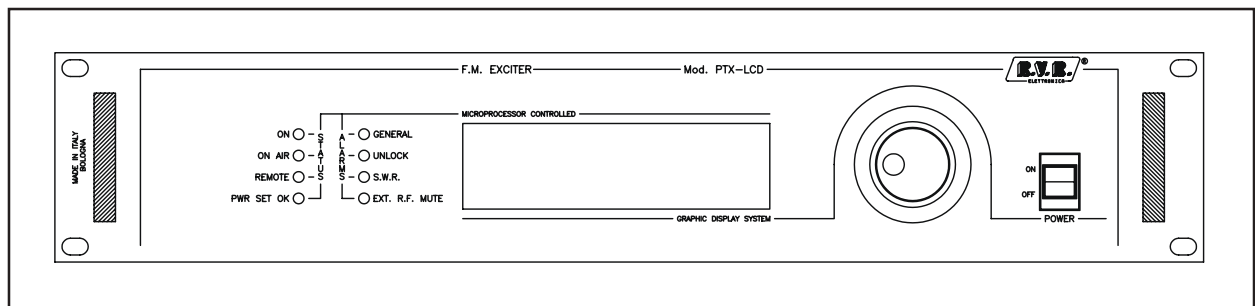 F.M. EXCITER
Mod. PTX-LCD
R.V.R.®
ELETTRONICA
MADE IN ITALY
BOLOGNA
MICROPROCESSOR CONTROLLED
ON
ON AIR
REMOTE
PWR SET OK
STATUS
ALARMS
GENERAL
UNLOCK
S.W.R.
EXT. R.F. MUTE
GRAPHIC DISPLAY SYSTEM
ON
OFF
POWER